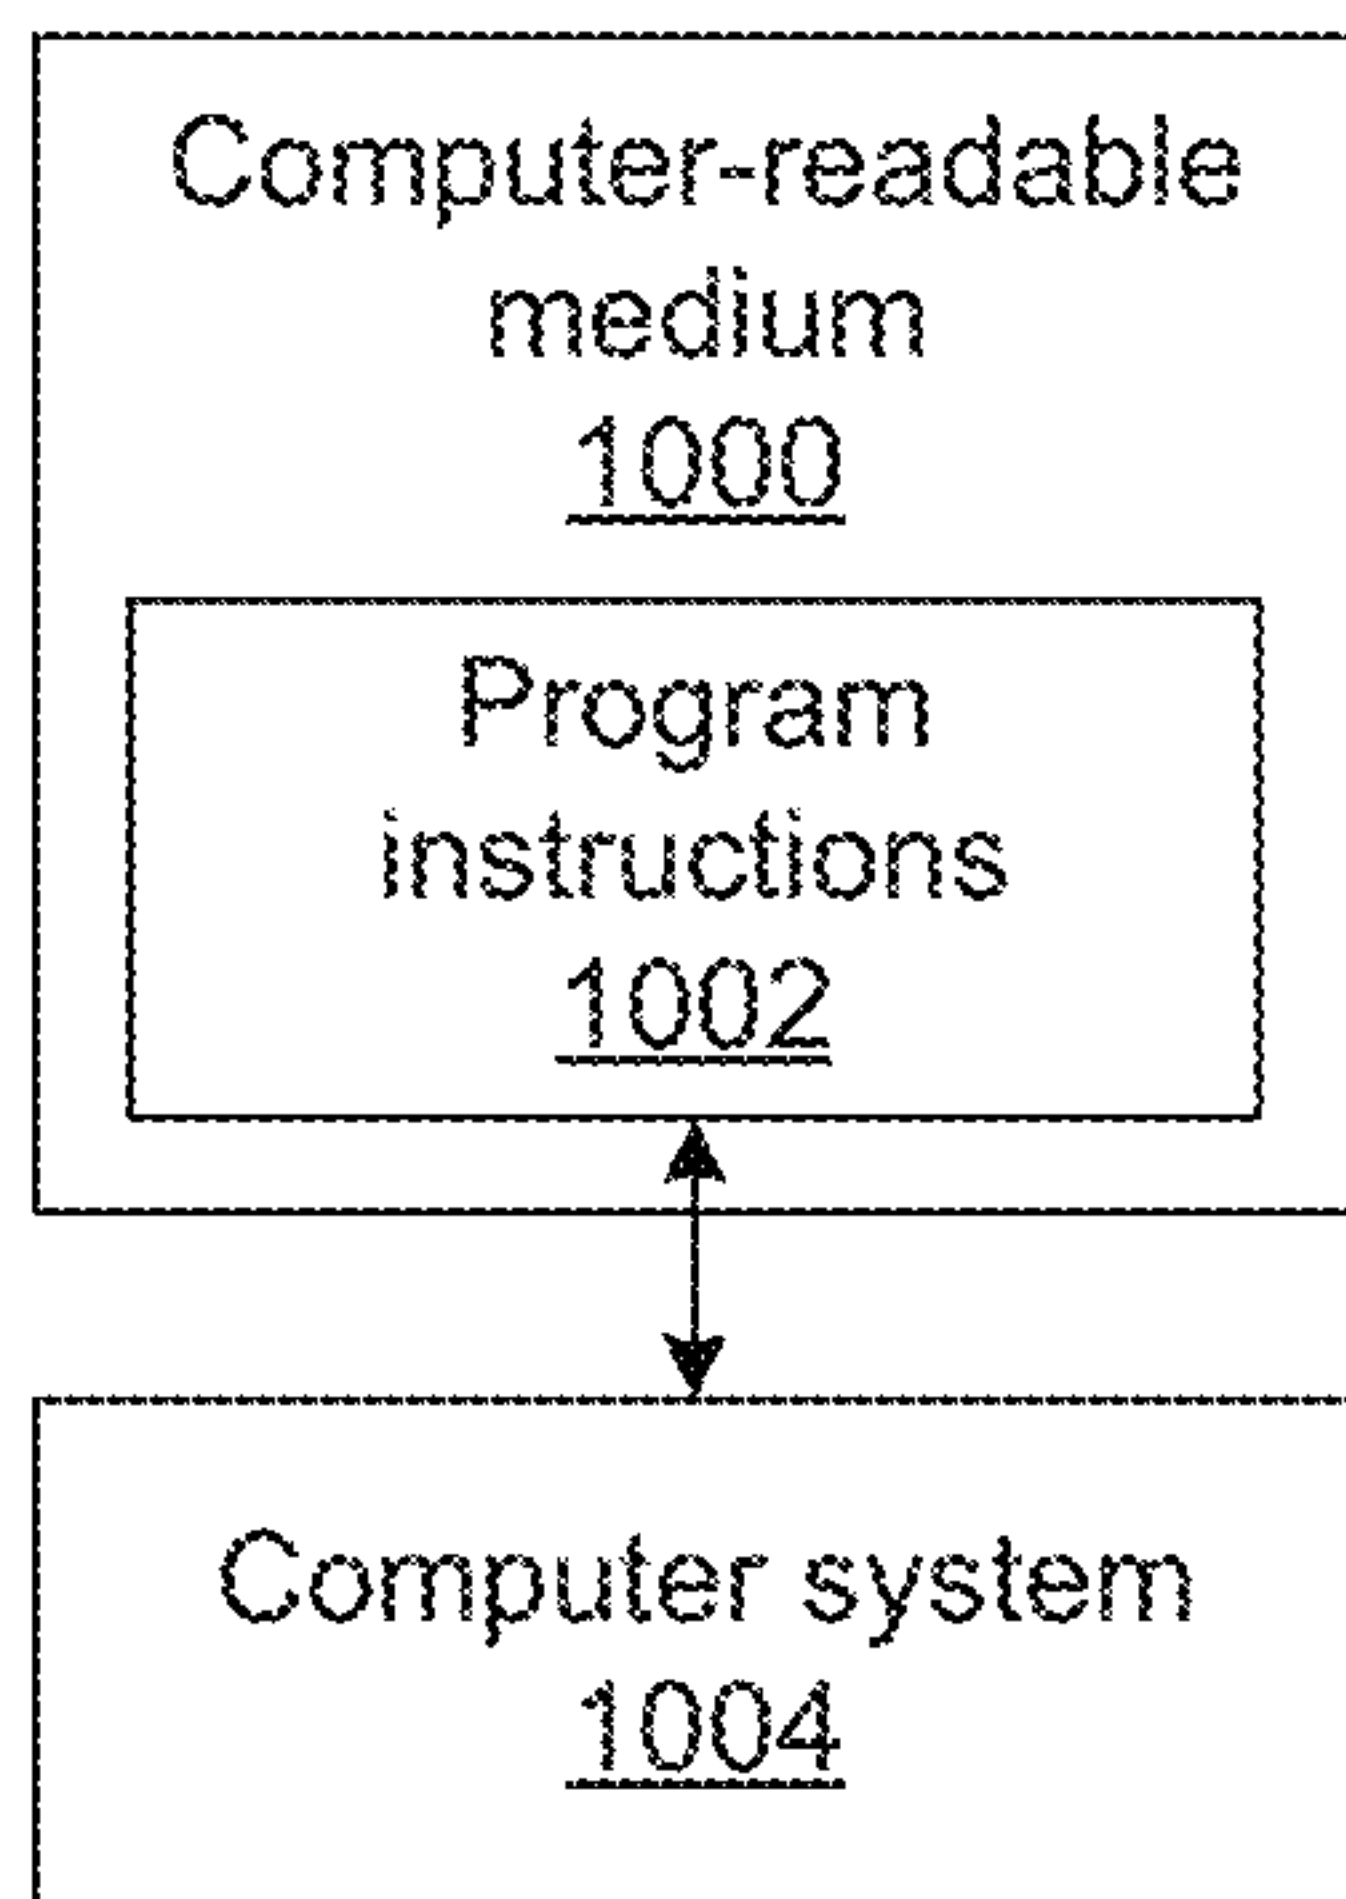 Computer-readable
medium
1000
Program
instructions
1002
Computer system
1004